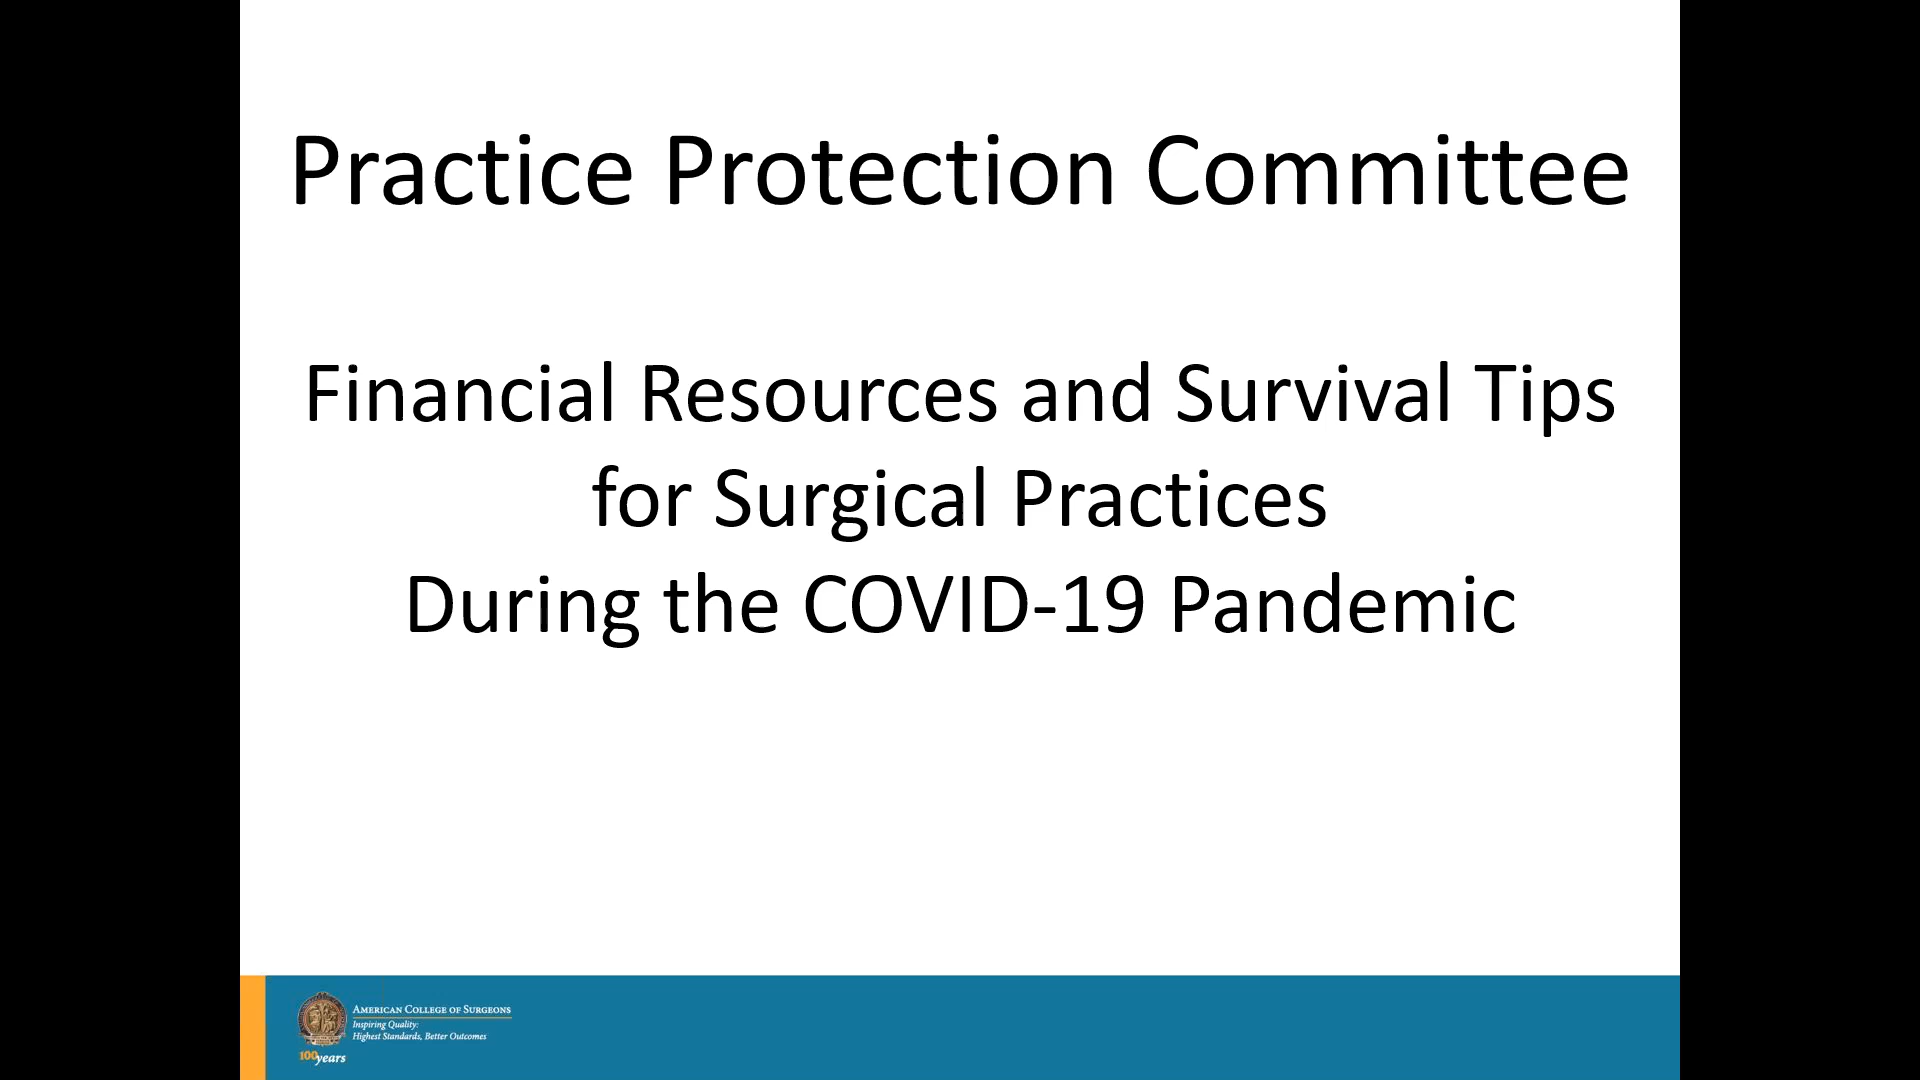 Practice Protection Committee
Financial Resources and Survival Tips
for Surgical Practices
During the COVID-19 Pandemic
American College of Surgeons
Inspiring Quality:
Highest Standards, Better Outcomes
100years